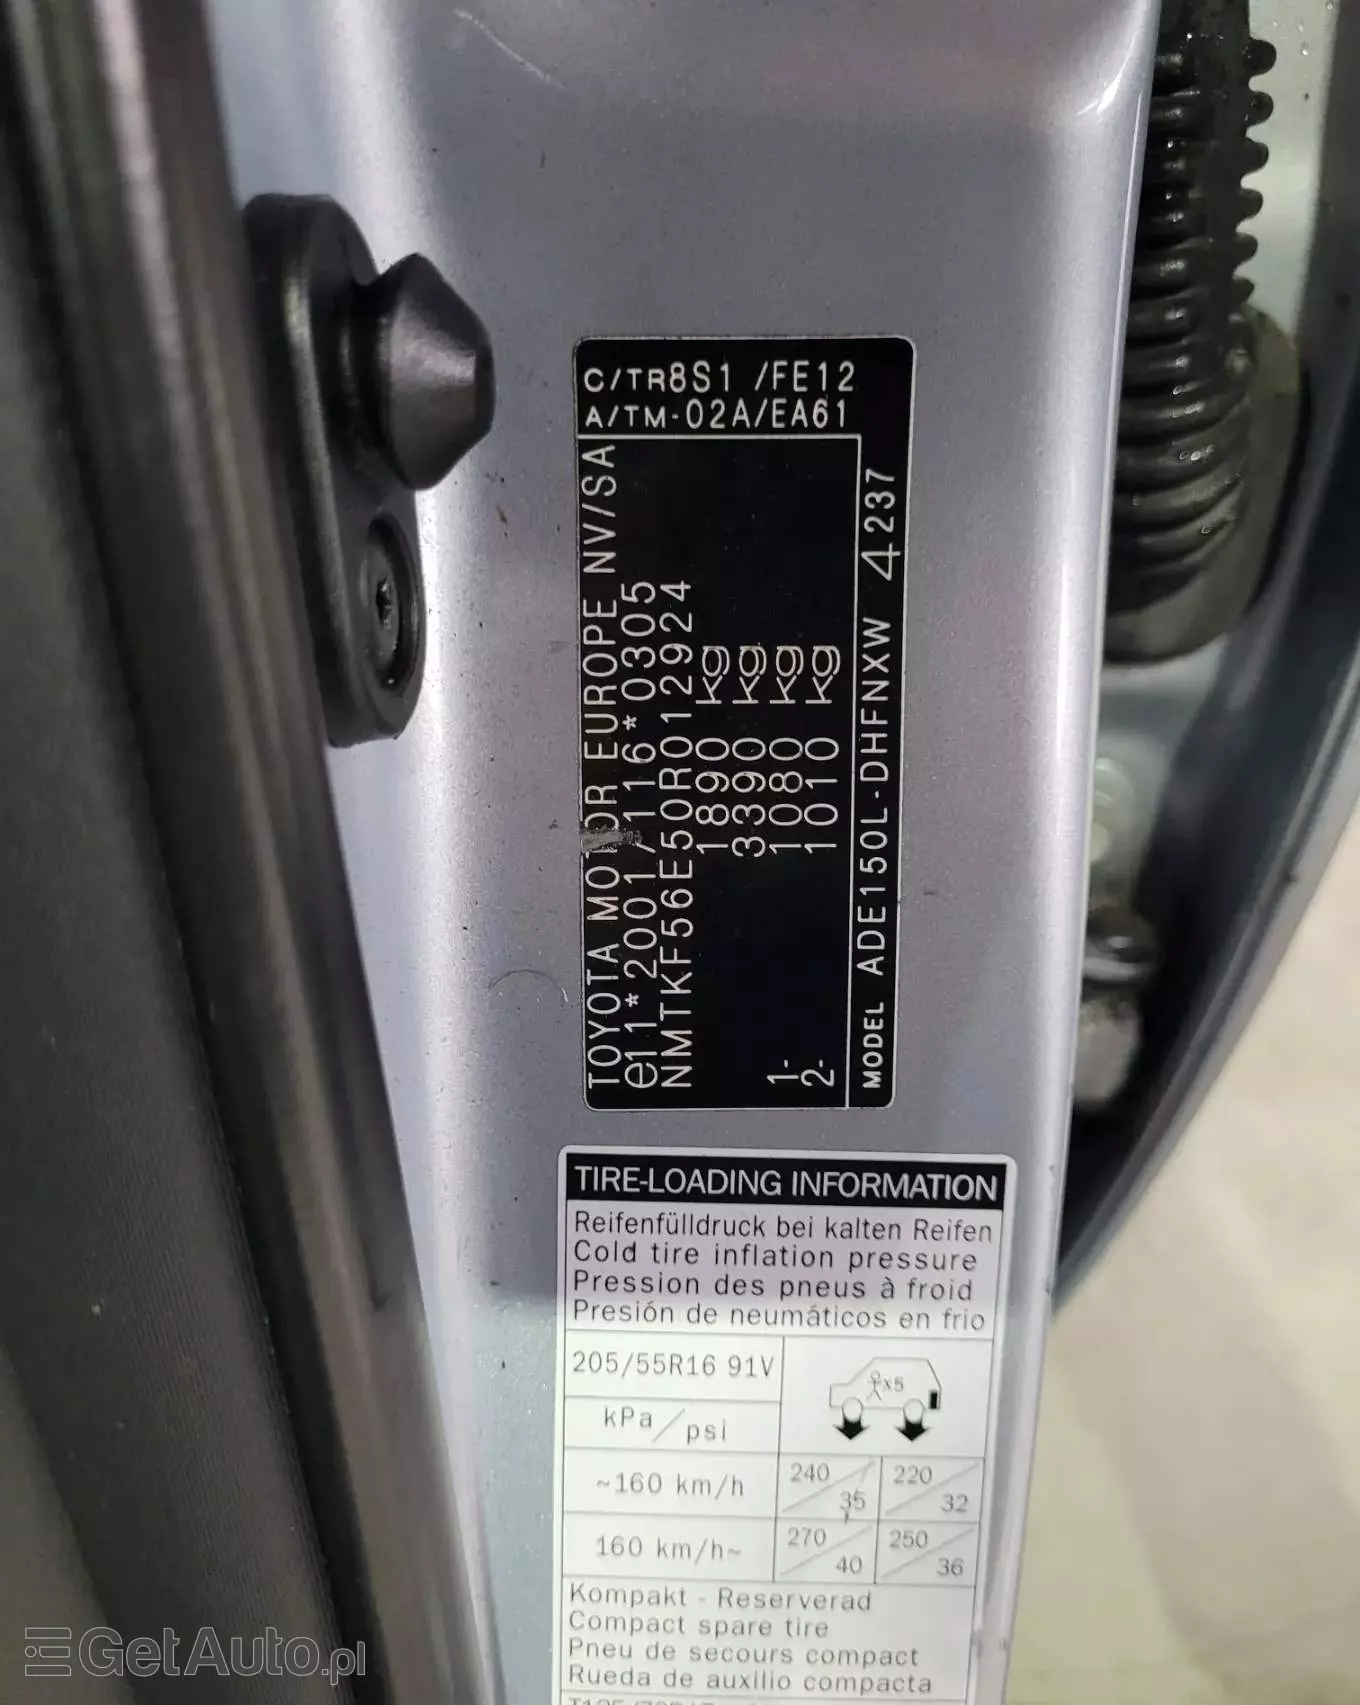 C/TR8S1 /FE12
A/TM-02A/EA61
TOYOTA MOTOR EUROPE NV/SA
e11*2001/116*0305
NMTKF56E50R012924
1890 kg
3390 kg
1- 1080 kg
2- 1010 kg
MODEL ADE150L-DHFNXW 4237
TIRE-LOADING INFORMATION
Reifenfülldruck bei kalten Reifen
Cold tire inflation pressure
Pression des pneus à froid
Presión de neumáticos en frio
205/55R16 91V
x5
kPa/psi
~160 km/h 240/35 220/32
160 km/h~ 270/40 250/36
Kompakt - Reserverad
Compact spare tire
Pneu de secours compact
Rueda de auxilio compacta
GetAuto.pl